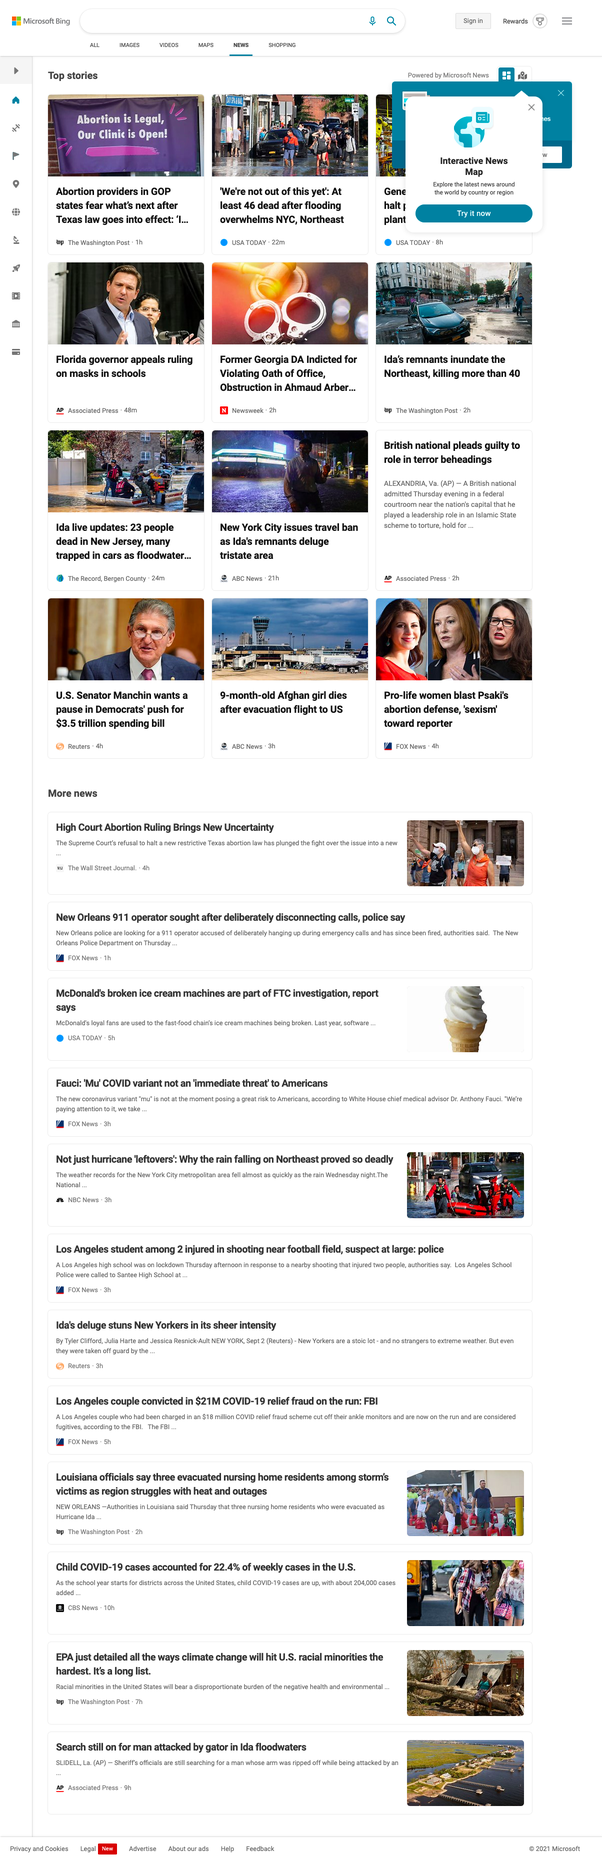 Microsoft Bing
Sign in
Rewards
ALL
IMAGES
VIDEOS
MAPS
NEWS
SHOPPING
Top stories
Powered by Microsoft News
Abortion is Legal,
Our Clinic is Open!
Abortion providers in GOP
states fear what's next after
Texas law goes into effect: 'I...
The Washington Post · 1h
'We're not out of this yet': At
least 46 dead after flooding
overwhelms NYC, Northeast
USA TODAY · 22m
Gene
halt p
plant
USA TODAY · 8h
Interactive News
Map
Explore the latest news around
the world by country or region
Try it now
Florida governor appeals ruling
on masks in schools
AP Associated Press · 48m
Former Georgia DA Indicted for
Violating Oath of Office,
Obstruction in Ahmaud Arber...
N Newsweek · 2h
Ida's remnants inundate the
Northeast, killing more than 40
wp The Washington Post · 2h
Ida live updates: 23 people
dead in New Jersey, many
trapped in cars as floodwater...
The Record, Bergen County · 24m
New York City issues travel ban
as Ida's remnants deluge
tristate area
ABC News · 21h
British national pleads guilty to
role in terror beheadings
ALEXANDRIA, Va. (AP) — A British national
admitted Thursday evening in a federal
courtroom near the nation's capital that he
played a leadership role in an Islamic State
scheme to torture, hold for ...
AP Associated Press · 2h
U.S. Senator Manchin wants a
pause in Democrats' push for
$3.5 trillion spending bill
Reuters · 4h
9-month-old Afghan girl dies
after evacuation flight to US
ABC News · 3h
Pro-life women blast Psaki's
abortion defense, 'sexism'
toward reporter
FOX News · 4h
More news
High Court Abortion Ruling Brings New Uncertainty
The Supreme Court's refusal to halt a new restrictive Texas abortion law has plunged the fight over the issue into a new
...
The Wall Street Journal. · 4h
New Orleans 911 operator sought after deliberately disconnecting calls, police say
New Orleans police are looking for a 911 operator accused of deliberately hanging up during emergency calls and has since been fired, authorities said. The New
Orleans Police Department on Thursday ...
FOX News · 1h
McDonald's broken ice cream machines are part of FTC investigation, report
says
McDonald's loyal fans are used to the fast-food chain's ice cream machines being broken. Last year, software ...
USA TODAY · 5h
Fauci: 'Mu' COVID variant not an 'immediate threat' to Americans
The new coronavirus variant "mu" is not at the moment posing a great risk to Americans, according to White House chief medical advisor Dr. Anthony Fauci. "We're
paying attention to it, we take ...
FOX News · 3h
Not just hurricane 'leftovers': Why the rain falling on Northeast proved so deadly
The weather records for the New York City metropolitan area fell almost as quickly as the rain Wednesday night.The
National ...
NBC News · 3h
Los Angeles student among 2 injured in shooting near football field, suspect at large: police
A Los Angeles high school was on lockdown Thursday afternoon in response to a nearby shooting that injured two people, authorities say. Los Angeles School
Police were called to Santee High School at ...
FOX News · 3h
Ida's deluge stuns New Yorkers in its sheer intensity
By Tyler Clifford, Julia Harte and Jessica Resnick-Ault NEW YORK, Sept 2 (Reuters) - New Yorkers are a stoic lot - and no strangers to extreme weather. But even
they were taken off guard by the ...
Reuters · 3h
Los Angeles couple convicted in $21M COVID-19 relief fraud on the run: FBI
A Los Angeles couple who had been charged in an $18 million COVID relief fraud scheme cut off their ankle monitors and are now on the run and are considered
fugitives, according to the FBI. The FBI ...
FOX News · 5h
Louisiana officials say three evacuated nursing home residents among storm's
victims as region struggles with heat and outages
NEW ORLEANS —Authorities in Louisiana said Thursday that three nursing home residents who were evacuated as
Hurricane Ida ...
wp The Washington Post · 2h
Child COVID-19 cases accounted for 22.4% of weekly cases in the U.S.
As the school year starts for districts across the United States, child COVID-19 cases are up, with about 204,000 cases
added ...
CBS News · 10h
EPA just detailed all the ways climate change will hit U.S. racial minorities the
hardest. It's a long list.
Racial minorities in the United States will bear a disproportionate burden of the negative health and environmental ...
wp The Washington Post · 7h
Search still on for man attacked by gator in Ida floodwaters
SLIDELL, La. (AP) — Sheriff's officials are still searching for a man whose arm was ripped off while being attacked by an
...
AP Associated Press · 9h
Privacy and Cookies
Legal
New
Advertise
About our ads
Help
Feedback
© 2021 Microsoft